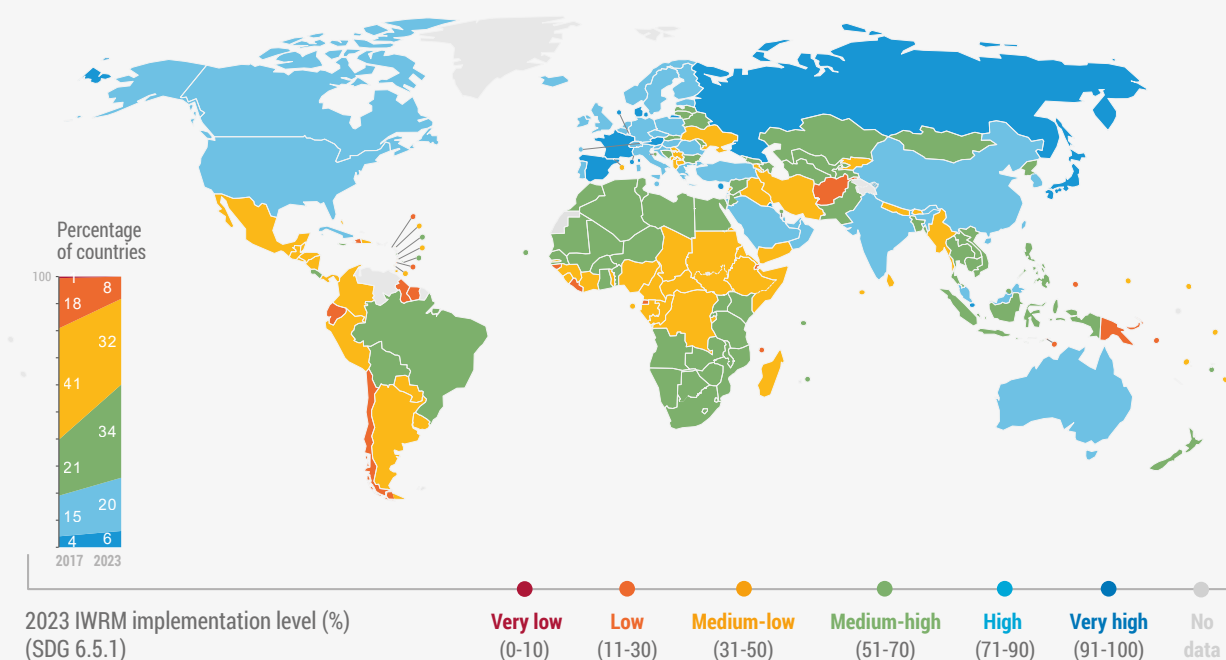 Percentage
of countries
100
1
8
18
32
41
34
21
20
15
4
6
2017 2023
2023 IWRM implementation level (%)
(SDG 6.5.1)
Very low
(0-10)
Low
(11-30)
Medium-low
(31-50)
Medium-high
(51-70)
High
(71-90)
Very high
(91-100)
No
data